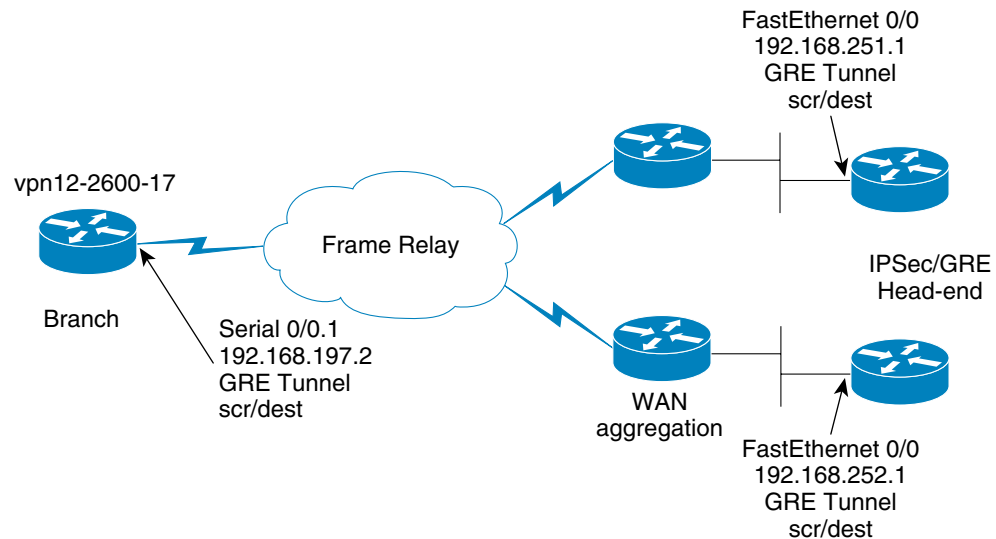 FastEthernet 0/0
192.168.251.1
GRE Tunnel
scr/dest
vpn12-2600-17
Frame Relay
IPSec/GRE
Head-end
Branch
Serial 0/0.1
192.168.197.2
GRE Tunnel
scr/dest
WAN
aggregation
FastEthernet 0/0
192.168.252.1
GRE Tunnel
scr/dest